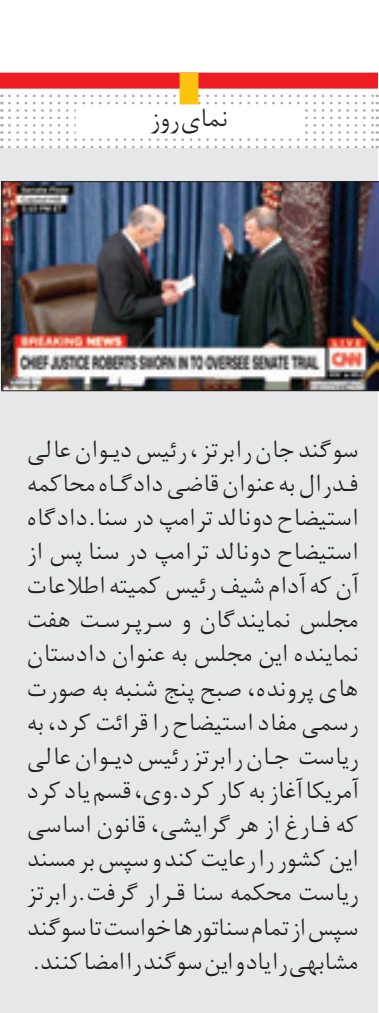 نمای روز
Senate Floor
BREAKING NEWS
LIVE
CHIEF JUSTICE ROBERTS SWORN IN TO OVERSEE SENATE TRIAL
CNN
سوگند جان رابرتز ، رئیس دیوان عالی
فدرال به عنوان قاضی دادگاه محاکمه
استیضاح دونالد ترامپ در سنا. دادگاه
استیضاح دونالد ترامپ در سنا پس از
آن که آدام شیف رئیس کمیته اطلاعات
مجلس نمایندگان و سرپرست هفت
نماینده این مجلس به عنوان دادستان
های پرونده، صبح پنج شنبه به صورت
رسمی مفاد استیضاح را قرائت کرد، به
ریاست جان رابرتز رئیس دیوان عالی
آمریکا آغاز به کار کرد. وی، قسم یاد کرد
که فارغ از هر گرایشی، قانون اساسی
این کشور را رعایت کند و سپس بر مسند
ریاست محکمه سنا قرار گرفت. رابرتز
سپس از تمام سناتورها خواست تا سوگند
مشابهی را یاد و این سوگند را امضا کنند.